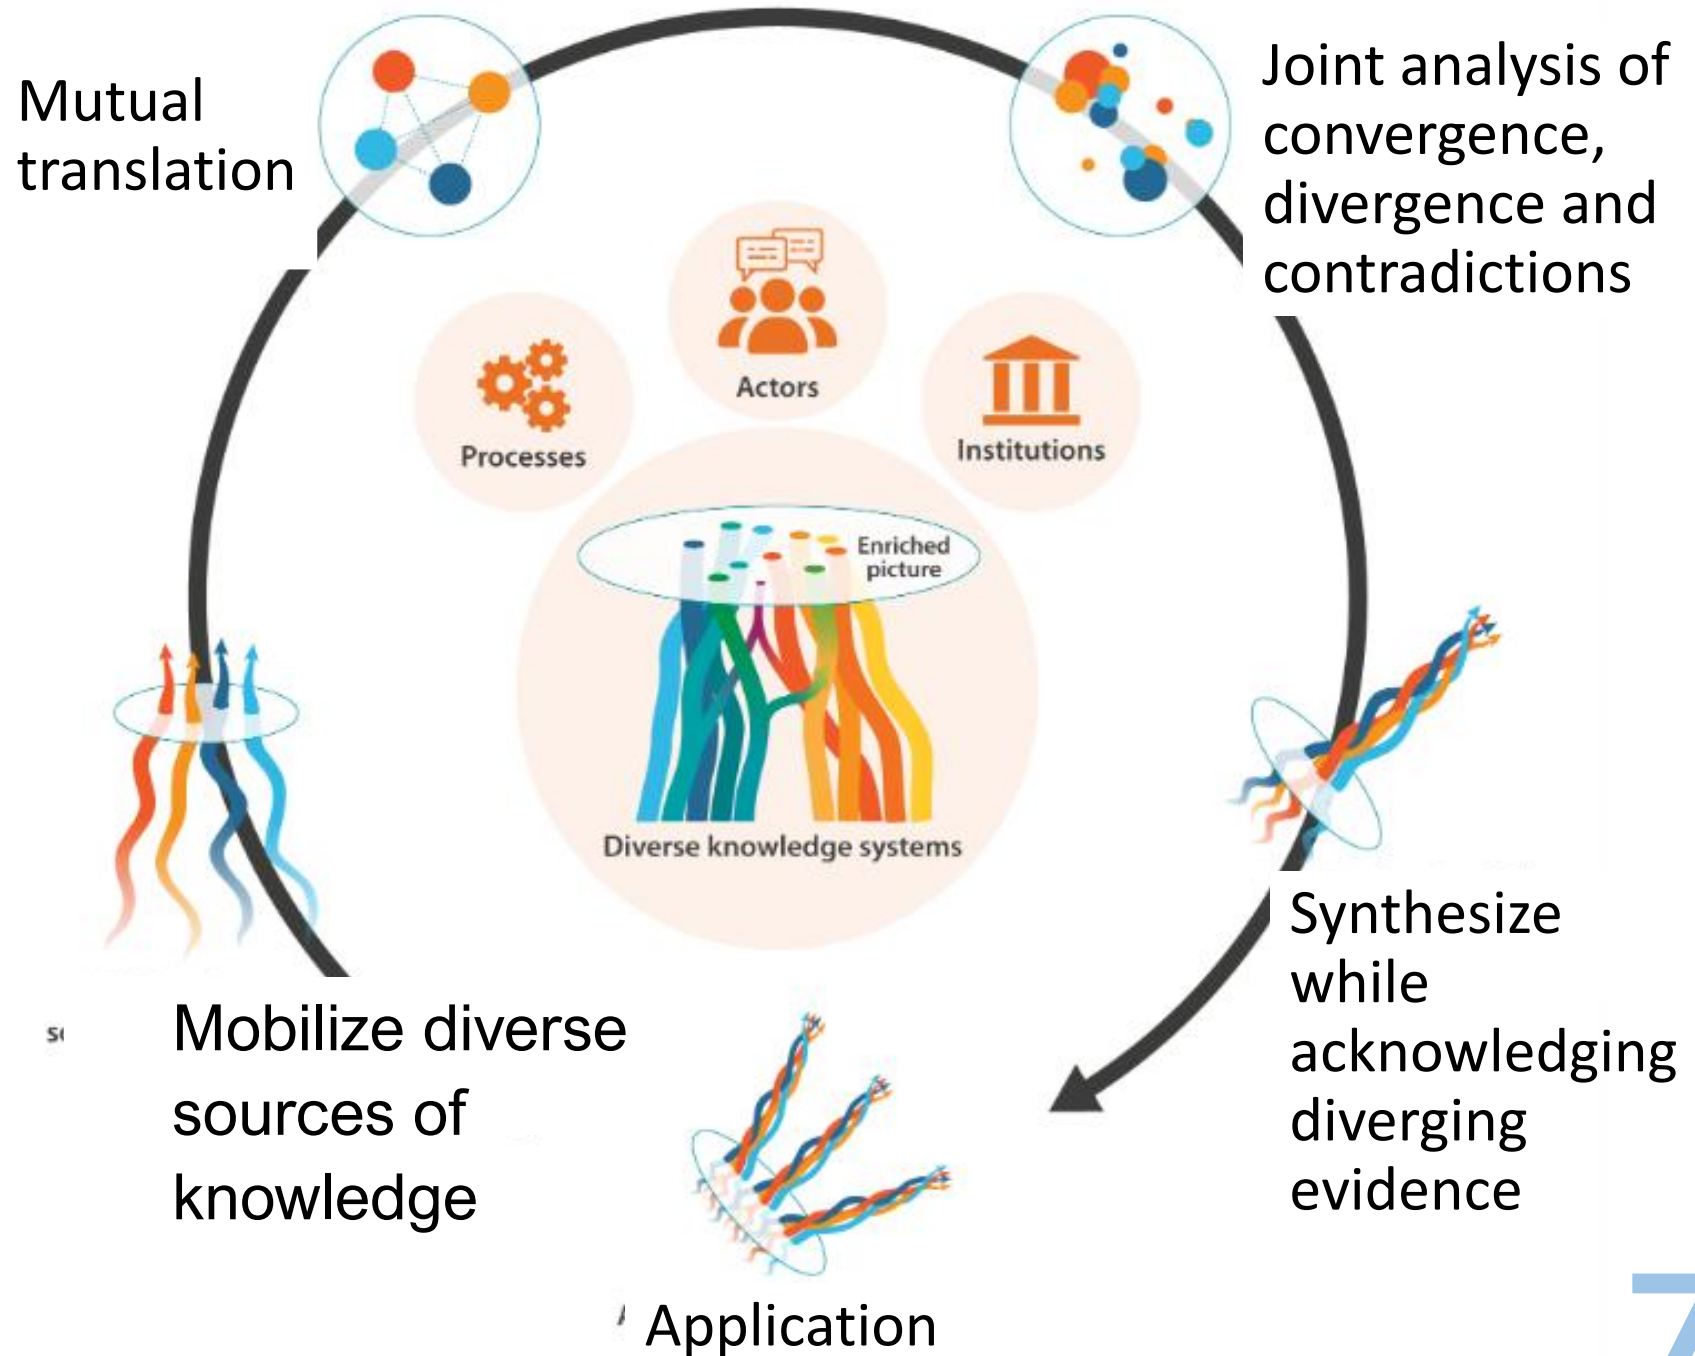 Mutual
translation
Joint analysis of
convergence,
divergence and
contradictions
Actors
Processes
Institutions
Enriched
picture
Diverse knowledge systems
Mobilize diverse
sources of
knowledge
Synthesize
while
acknowledging
diverging
evidence
Application
7